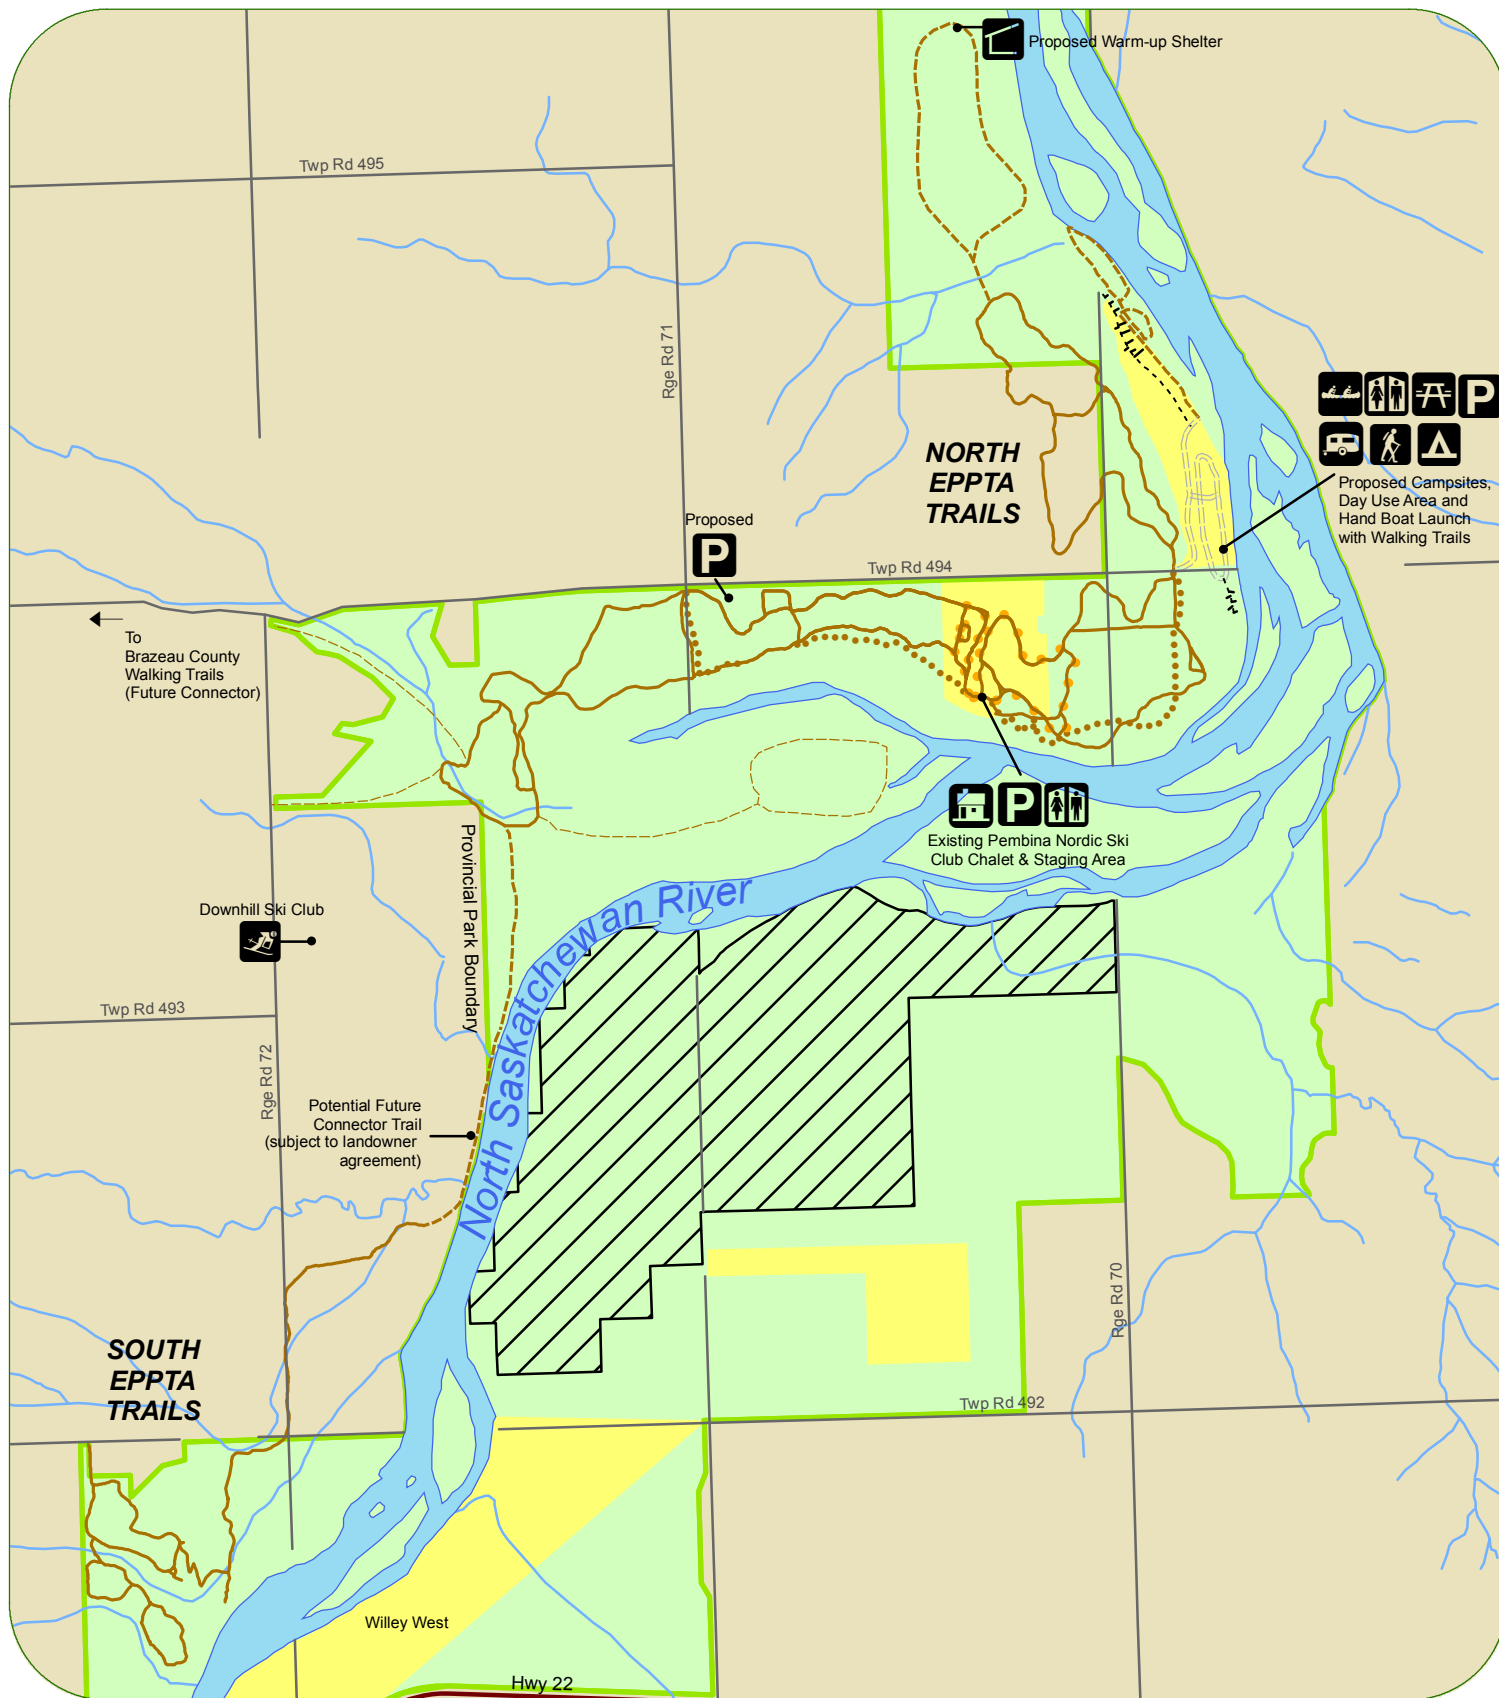 Proposed Warm-up Shelter
Twp Rd 495
Rge Rd 71
NORTH
EPPTA
TRAILS
P
Proposed Campsites,
Day Use Area and
Hand Boat Launch
with Walking Trails
Proposed
P
Twp Rd 494
To
Brazeau County
Walking Trails
(Future Connector)
P
Existing Pembina Nordic Ski
Club Chalet & Staging Area
Provincial Park Boundary
North Saskatchewan River
Downhill Ski Club
Twp Rd 493
Rge Rd 72
Potential Future
Connector Trail
(subject to landowner
agreement)
Rge Rd 70
SOUTH
EPPTA
TRAILS
Twp Rd 492
Willey West
Hwy 22